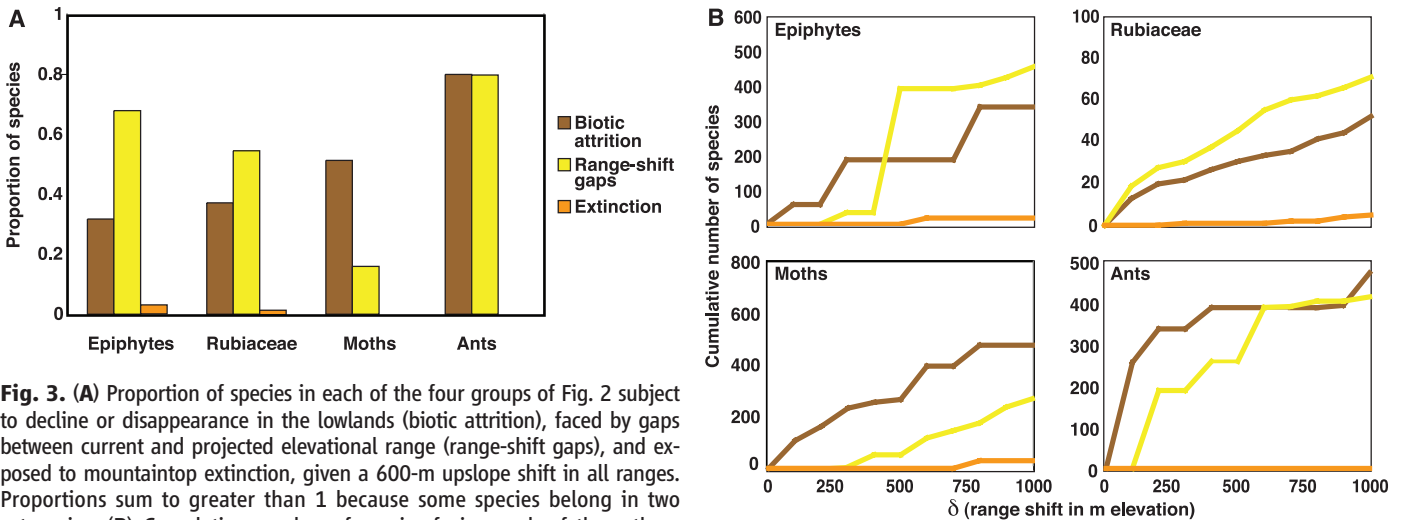 A
1
0.8
0.6
0.4
0.2
0
Proportion of species
Epiphytes
Rubiaceae
Moths
Ants
Biotic
attrition
Range-shift
gaps
Extinction
Fig. 3. (A) Proportion of species in each of the four groups of Fig. 2 subject
to decline or disappearance in the lowlands (biotic attrition), faced by gaps
between current and projected elevational range (range-shift gaps), and ex-
posed to mountaintop extinction, given a 600-m upslope shift in all ranges.
Proportions sum to greater than 1 because some species belong in two
B
Cumulative number of species
Epiphytes
600
500
400
300
200
100
0
Rubiaceae
100
80
60
40
20
0
Moths
800
600
400
200
0
0 250 500 750 1000
Ants
500
400
300
200
100
0
0 250 500 750 1000
δ (range shift in m elevation)